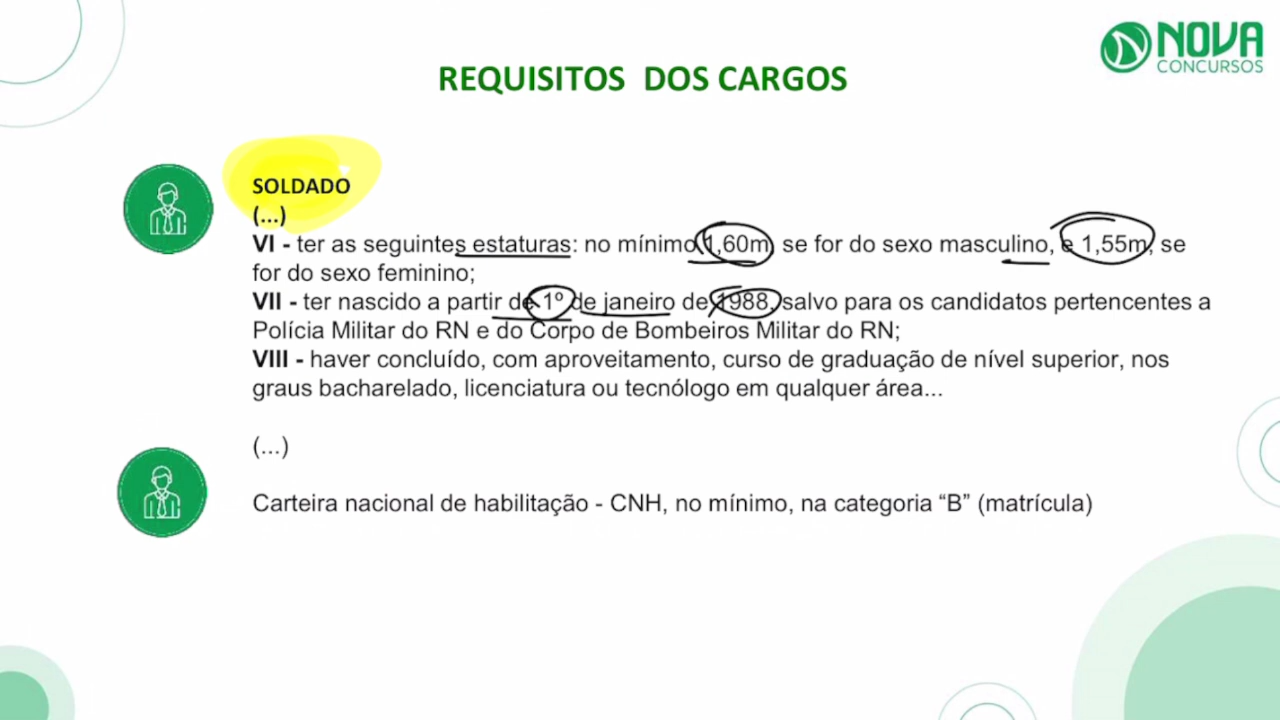 NOVA
CONCURSOS
REQUISITOS DOS CARGOS
SOLDADO
(...)
VI - ter as seguintes estaturas: no mínimo 1,60m, se for do sexo masculino, e 1,55m, se
for do sexo feminino;
VII - ter nascido a partir de 1º de janeiro de 1988, salvo para os candidatos pertencentes a
Polícia Militar do RN e do Corpo de Bombeiros Militar do RN;
VIII - haver concluído, com aproveitamento, curso de graduação de nível superior, nos
graus bacharelado, licenciatura ou tecnólogo em qualquer área...
(...)
Carteira nacional de habilitação - CNH, no mínimo, na categoria “B” (matrícula)